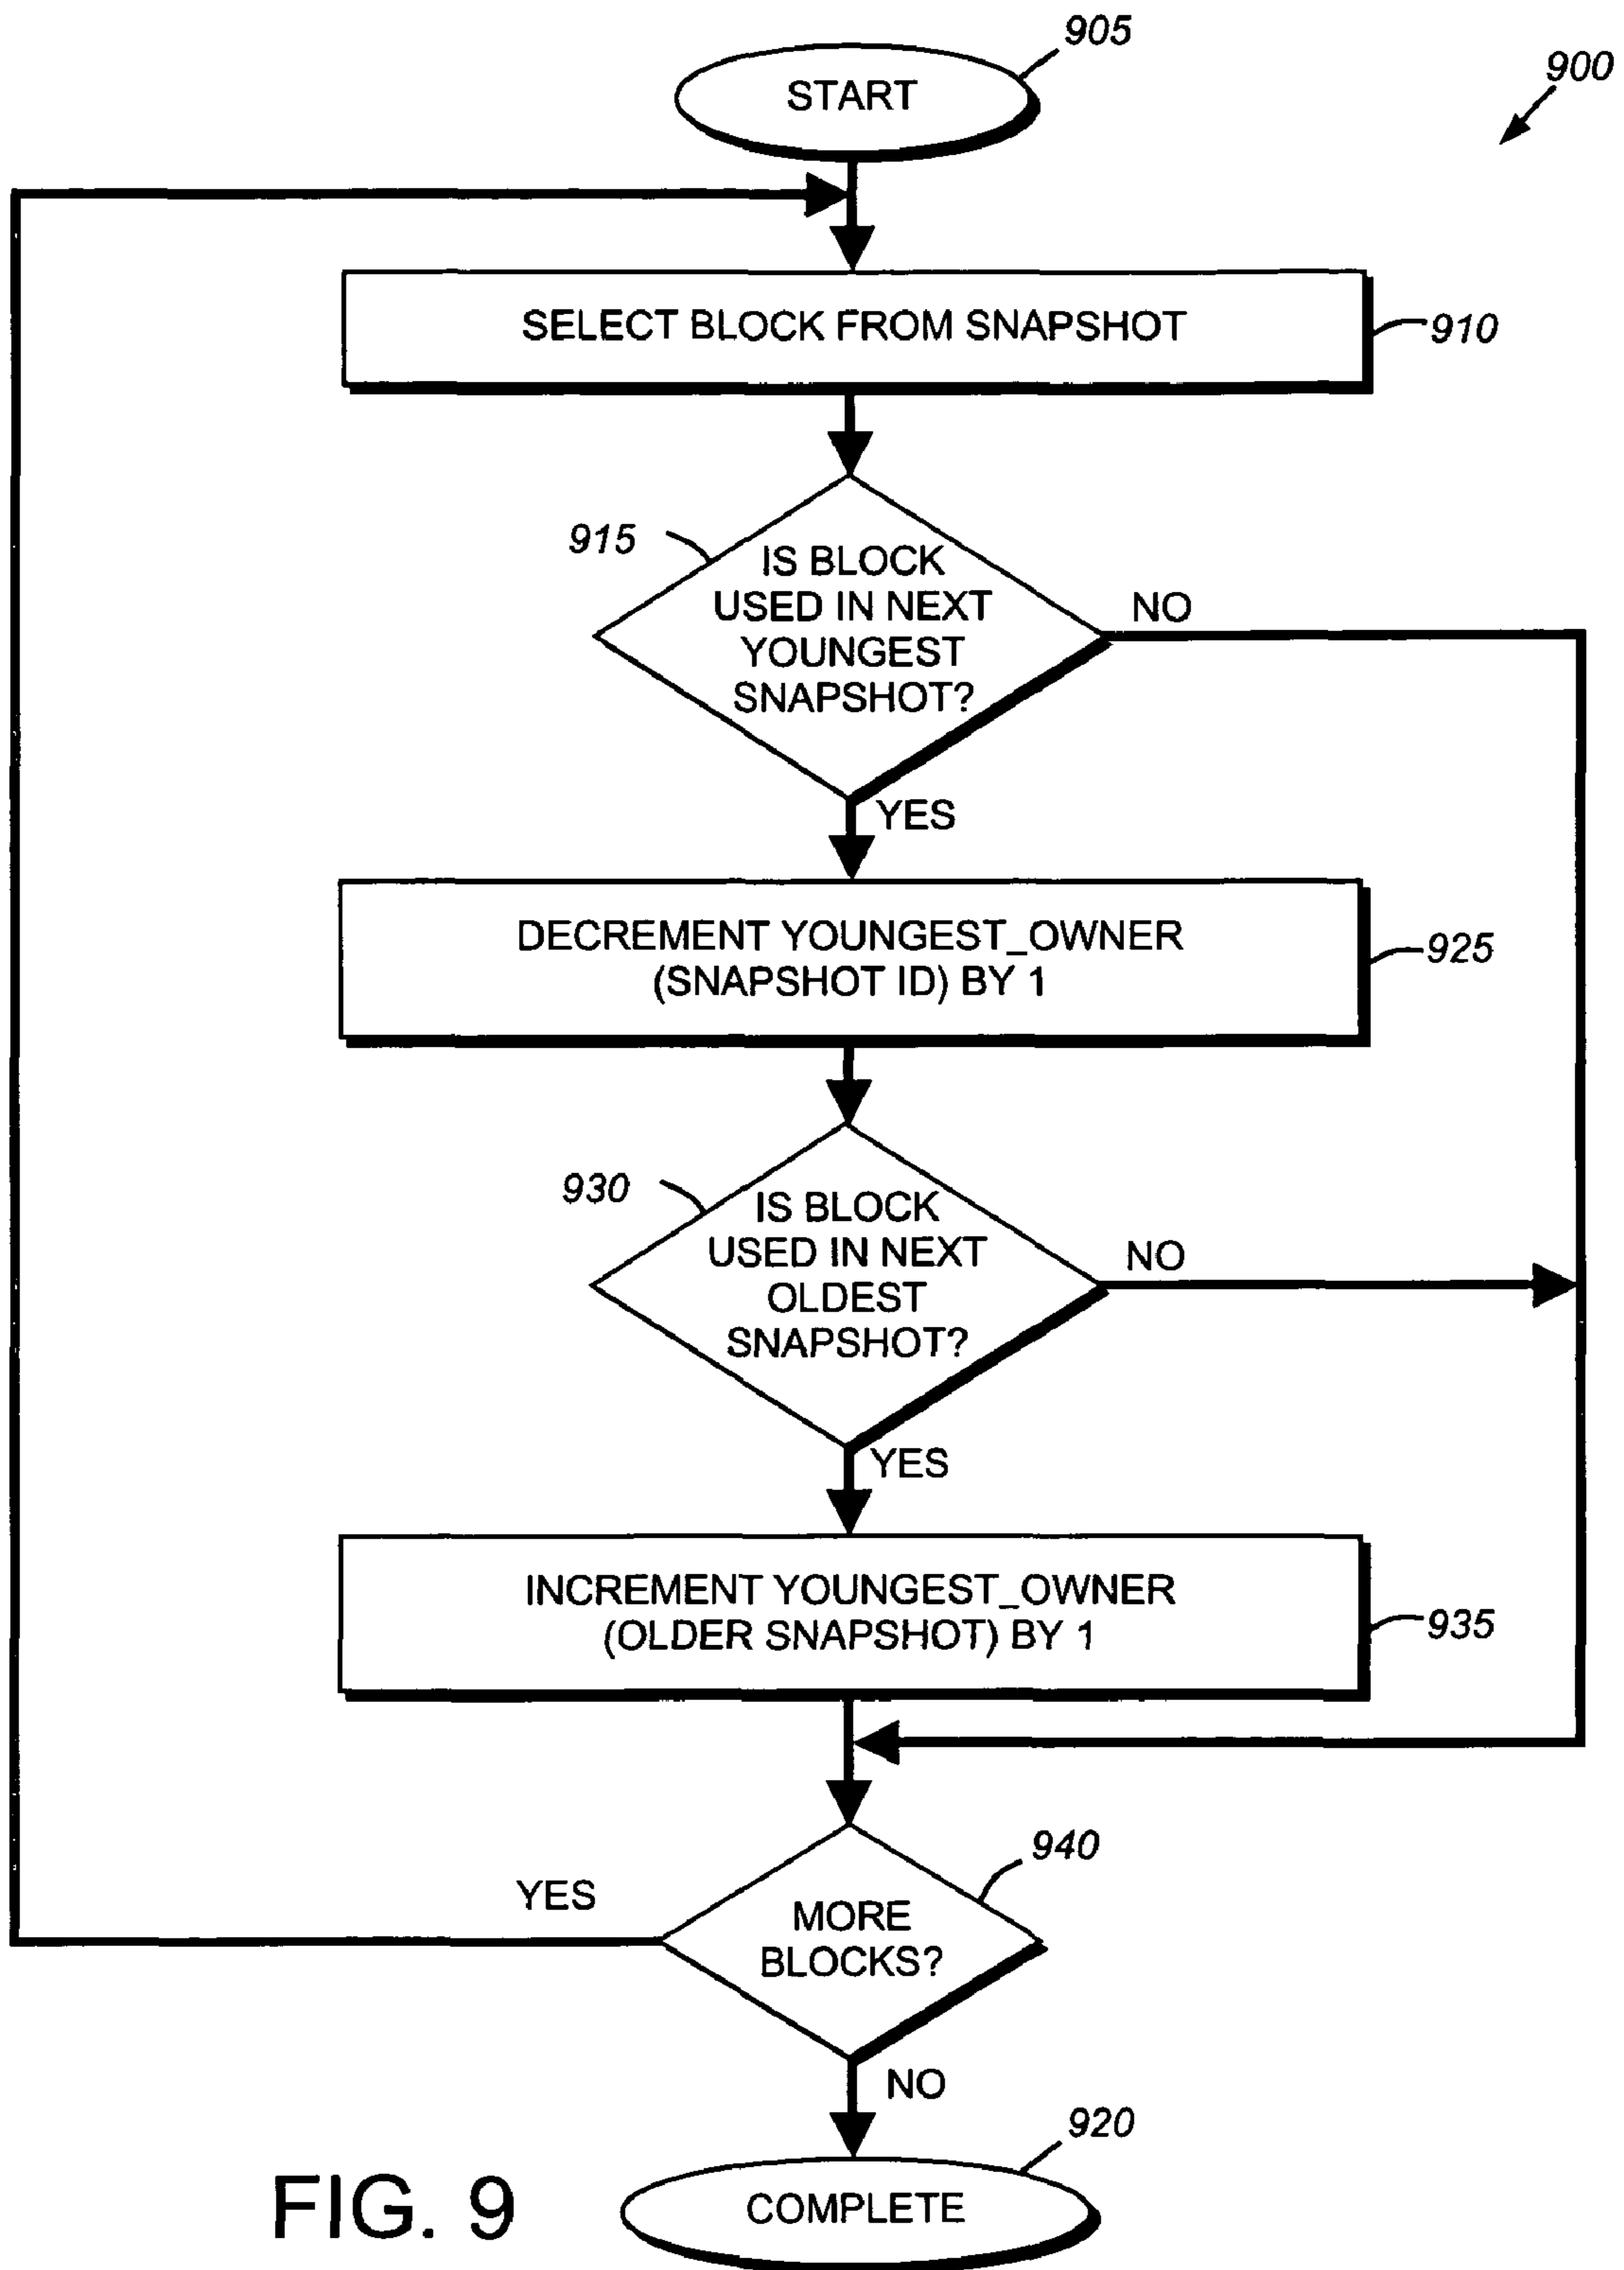 905
START
900
SELECT BLOCK FROM SNAPSHOT
910
915
IS BLOCK
USED IN NEXT
YOUNGEST
SNAPSHOT?
NO
YES
DECREMENT YOUNGEST_OWNER
(SNAPSHOT ID) BY 1
925
930
IS BLOCK
USED IN NEXT
OLDEST
SNAPSHOT?
NO
YES
INCREMENT YOUNGEST_OWNER
(OLDER SNAPSHOT) BY 1
935
940
YES
MORE
BLOCKS?
NO
920
COMPLETE
FIG. 9